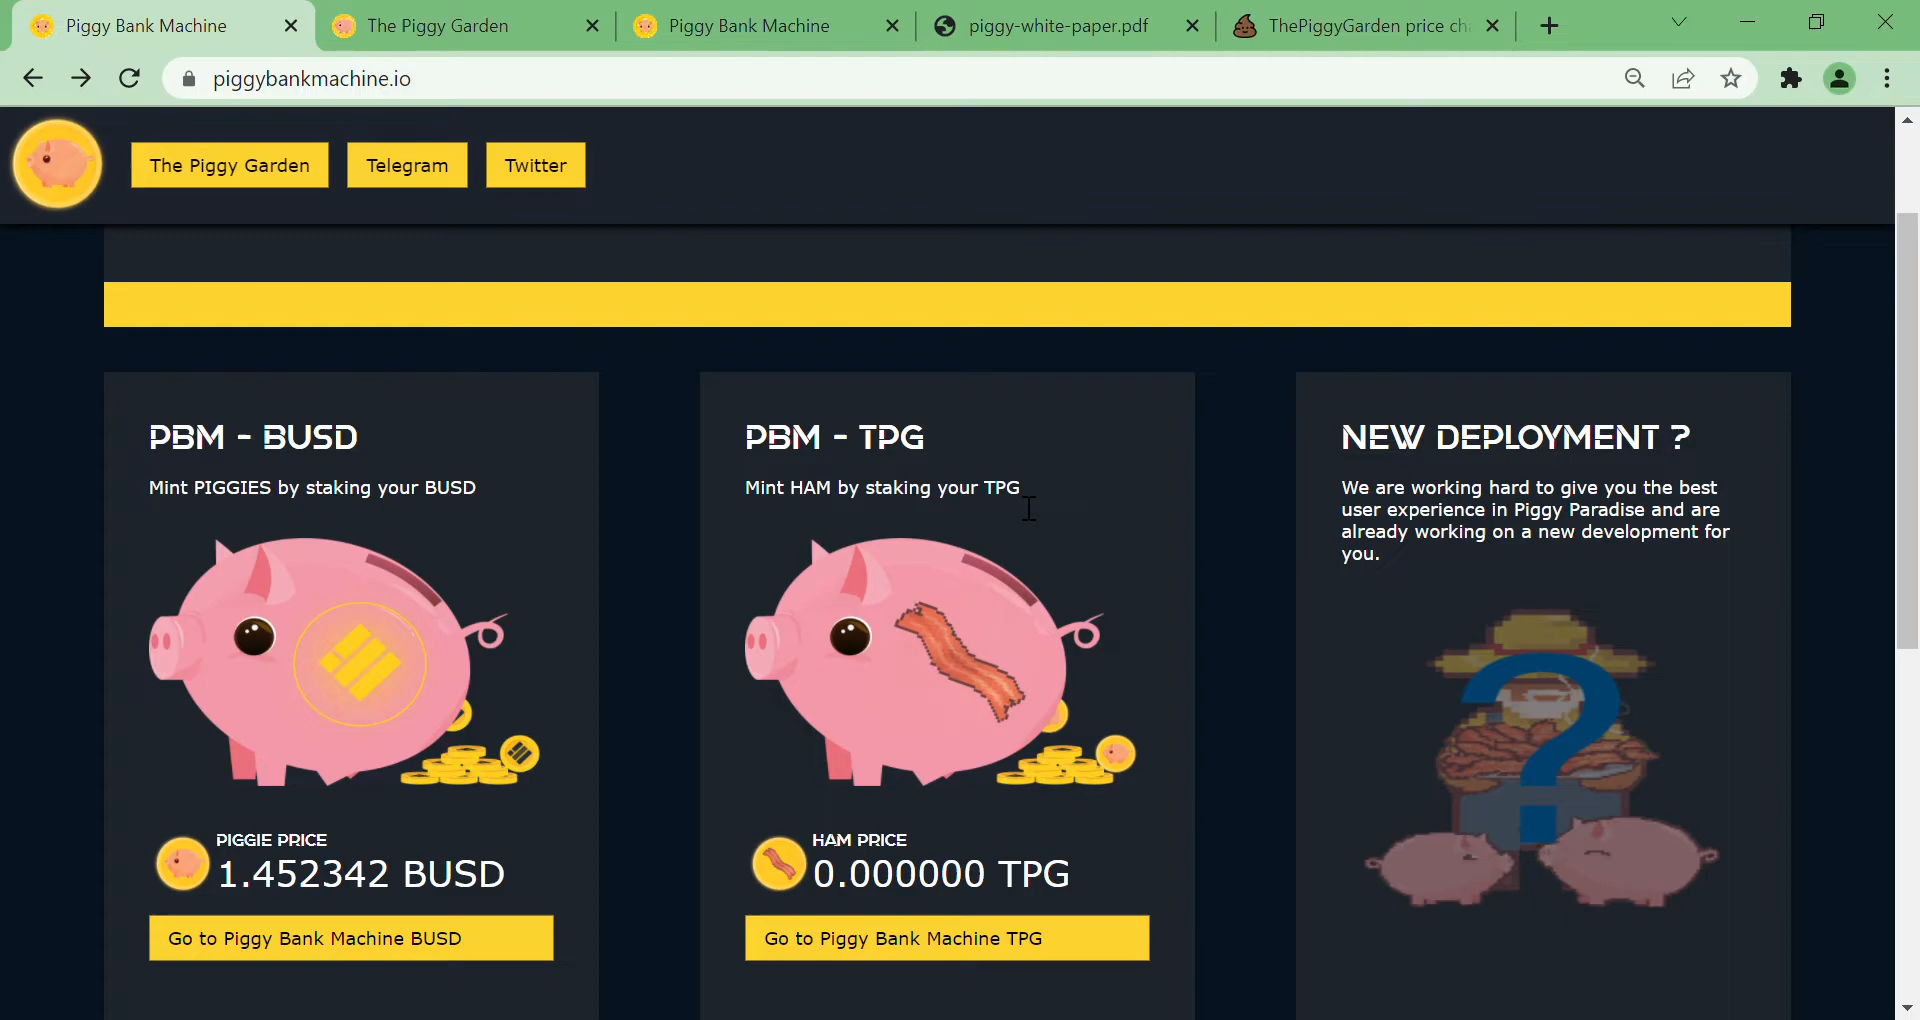 Piggy Bank Machine
The Piggy Garden
Piggy Bank Machine
piggy-white-paper.pdf
ThePiggyGarden price cha
piggybankmachine.io
The Piggy Garden
Telegram
Twitter
PBM - BUSD
Mint PIGGIES by staking your BUSD
PIGGIE PRICE
1.452342 BUSD
Go to Piggy Bank Machine BUSD
PBM - TPG
Mint HAM by staking your TPG
HAM PRICE
0.000000 TPG
Go to Piggy Bank Machine TPG
NEW DEPLOYMENT ?
We are working hard to give you the best
user experience in Piggy Paradise and are
already working on a new development for
you.
?